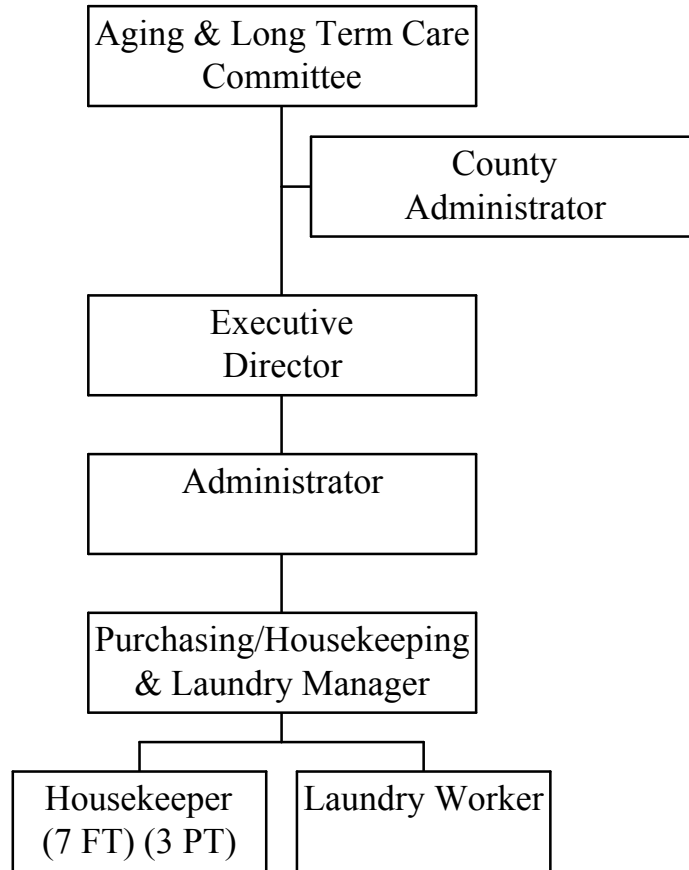 Aging & Long Term Care
Committee
County
Administrator
Executive
Director
Administrator
Purchasing/Housekeeping
& Laundry Manager
Housekeeper
(7 FT) (3 PT)
Laundry Worker